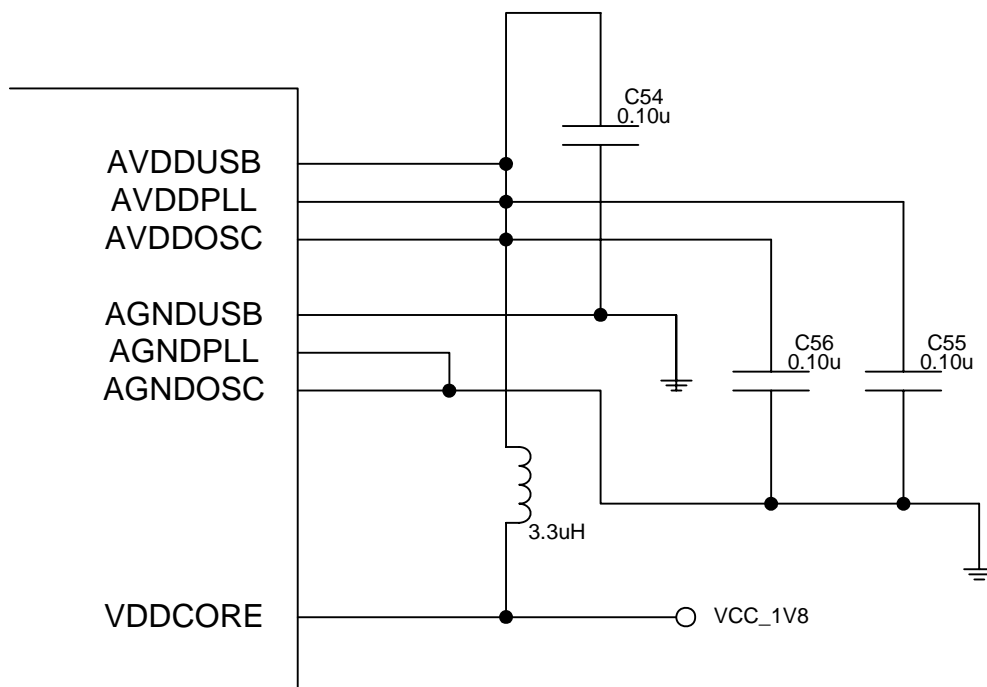 C54
0.10u
AVDDUSB
AVDDPLL
AVDDOSC
AGNDUSB
AGNDPLL
AGNDOSC
C56
0.10u
C55
0.10u
3.3uH
VDDCORE
VCC_1V8